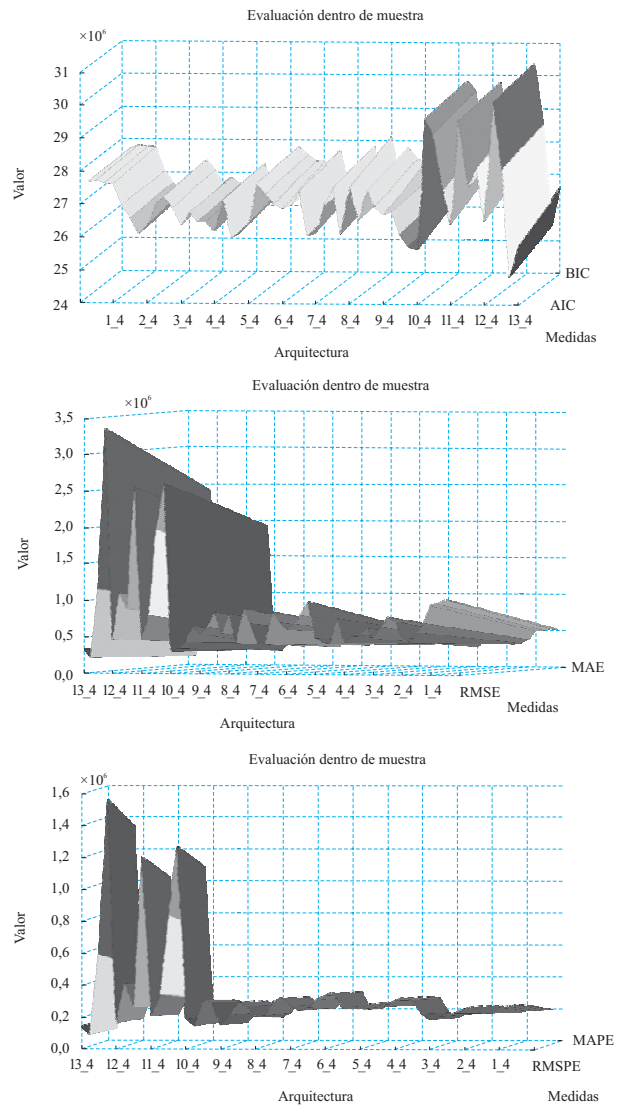 Evaluación dentro de muestra
×10⁶
31
30
29
28
27
26
25
24
Valor
BIC
AIC
1_4 2_4 3_4 4_4 6_4 7_4 8_4 9_4 10_4 11_4 12_4 13_4
Medidas
Arquitectura
Evaluación dentro de muestra
×10⁶
3,5
3,0
2,5
2,0
1,5
1,0
0,5
0,0
Valor
MAE
13_4 12_4 11_4 10_4 9_4 8_4 7_4 6_4 5_4 4_4 3_4 2_4 1_4 RMSE
Medidas
Arquitectura
Evaluación dentro de muestra
×10⁶
1,6
1,4
1,2
1,0
0,8
0,6
0,4
0,2
0,0
Valor
MAPE
13_4 12_4 11_4 10_4 9_4 8_4 7_4 6_4 5_4 4_4 3_4 2_4 1_4 RMSPE
Arquitectura Medidas